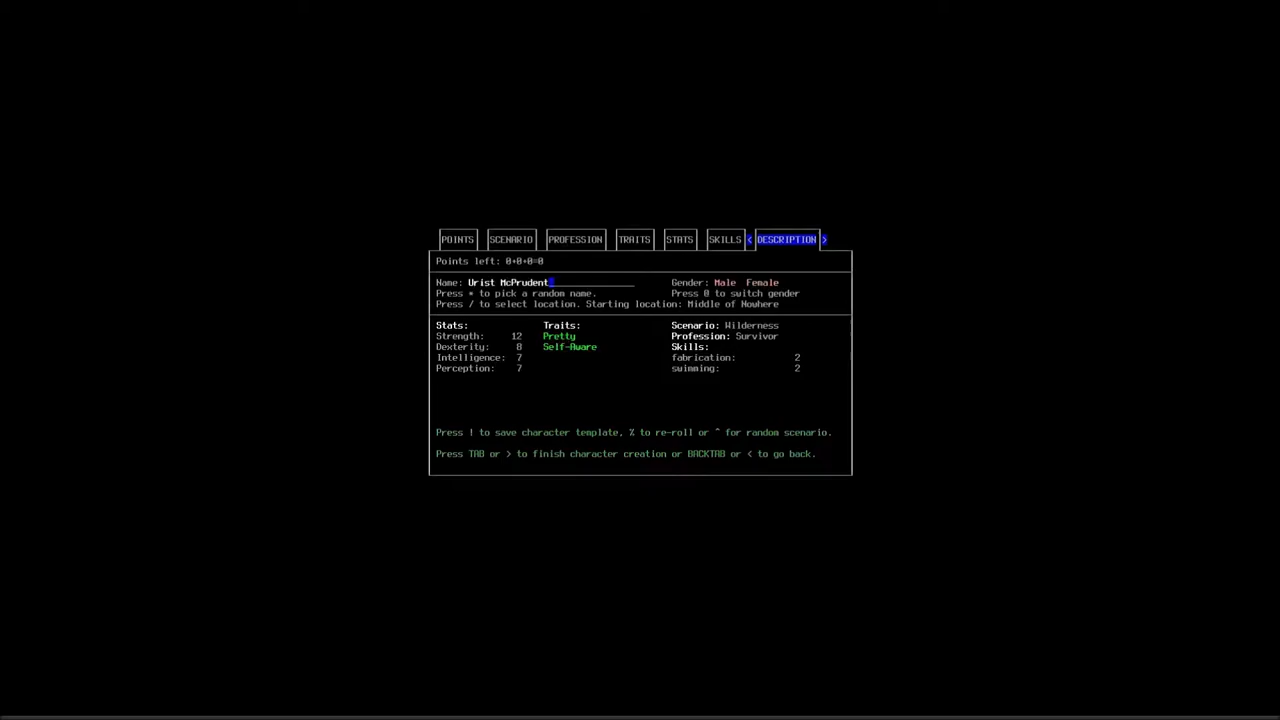 POINTS SCENARIO PROFESSION TRAITS STATS SKILLS < DESCRIPTION >
Points left: 0+0+0=0
Name: Urist McPrudent Gender: Male Female
Press * to pick a random name. Press @ to switch gender
Press / to select location. Starting location: Middle of Nowhere
Stats: Traits: Scenario: Wilderness
Strength: 12 Pretty Profession: Survivor
Dexterity: 8 Self-Aware Skills:
Intelligence: 7 fabrication: 2
Perception: 7 swimming: 2
Press ! to save character template, % to re-roll or ^ for random scenario.
Press TAB or > to finish character creation or BACKTAB or < to go back.